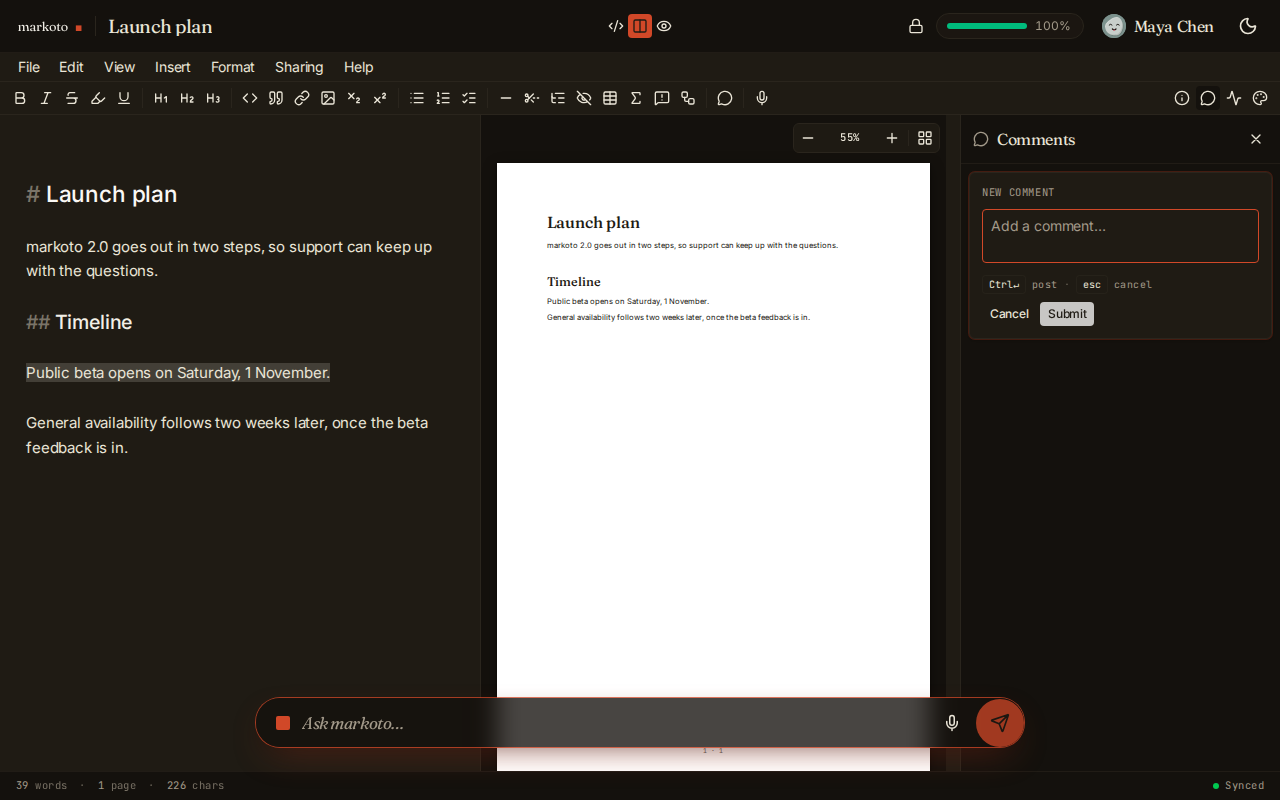 markoto
Launch plan
100%
Maya Chen
File Edit View Insert Format Sharing Help
H1 H2 H3
X2 X2
55%
Comments
# Launch plan
markoto 2.0 goes out in two steps, so support can keep up
with the questions.
## Timeline
Public beta opens on Saturday, 1 November.
General availability follows two weeks later, once the beta
feedback is in.
Launch plan
markoto 2.0 goes out in two steps, so support can keep up with the questions.
Timeline
Public beta opens on Saturday, 1 November.
General availability follows two weeks later, once the beta feedback is in.
1 - 1
NEW COMMENT
Add a comment...
Ctrl↵ post · esc cancel
Cancel Submit
Ask markoto...
39 words · 1 page · 226 chars
Synced